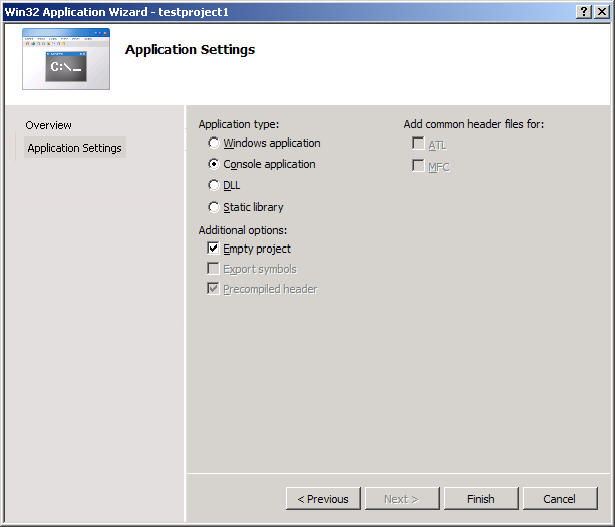 Win32 Application Wizard - testproject1
Application Settings
C:\_
Overview
Application Settings
Application type:
Windows application
Console application
DLL
Static library
Additional options:
Empty project
Export symbols
Precompiled header
Add common header files for:
ATL
MFC
< Previous
Next >
Finish
Cancel